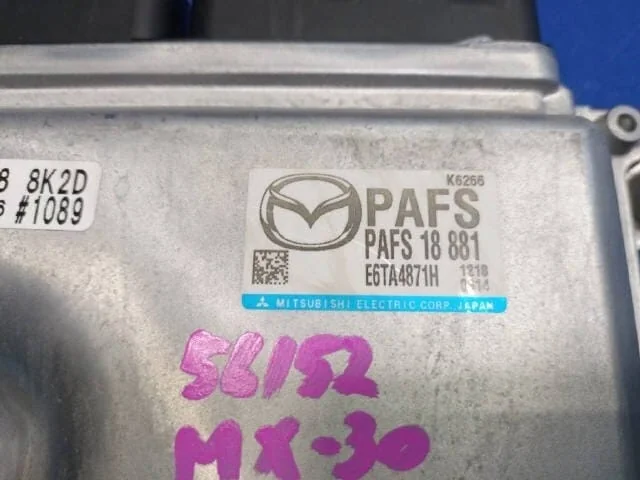 8 8K2D
#1089
K6266
PAFS
PAFS 18 881
E6TA4871H 1218
MITSUBISHI ELECTRIC CORP. JAPAN
56152
MX-30